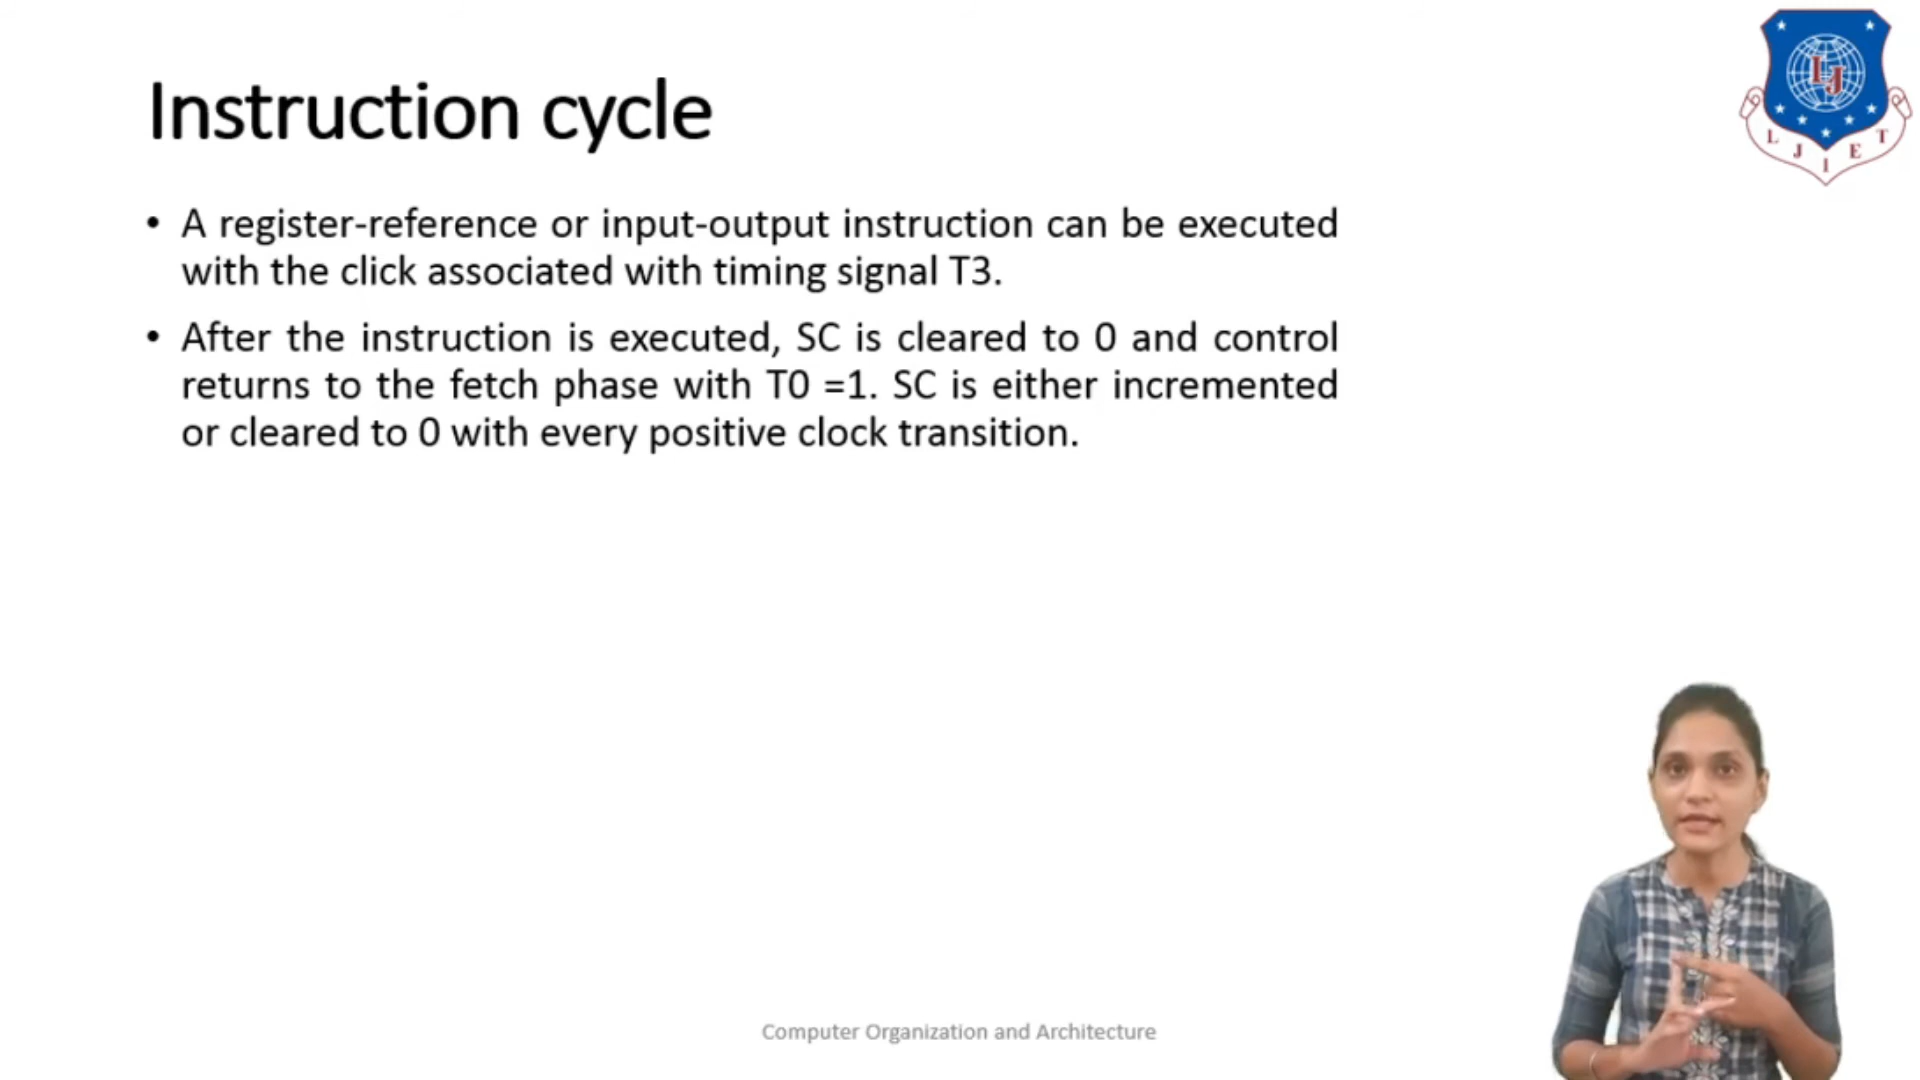 Instruction cycle
• A register-reference or input-output instruction can be executed
with the click associated with timing signal T3.
• After the instruction is executed, SC is cleared to 0 and control
returns to the fetch phase with T0 =1. SC is either incremented
or cleared to 0 with every positive clock transition.
LJ
L J I E T
Computer Organization and Architecture